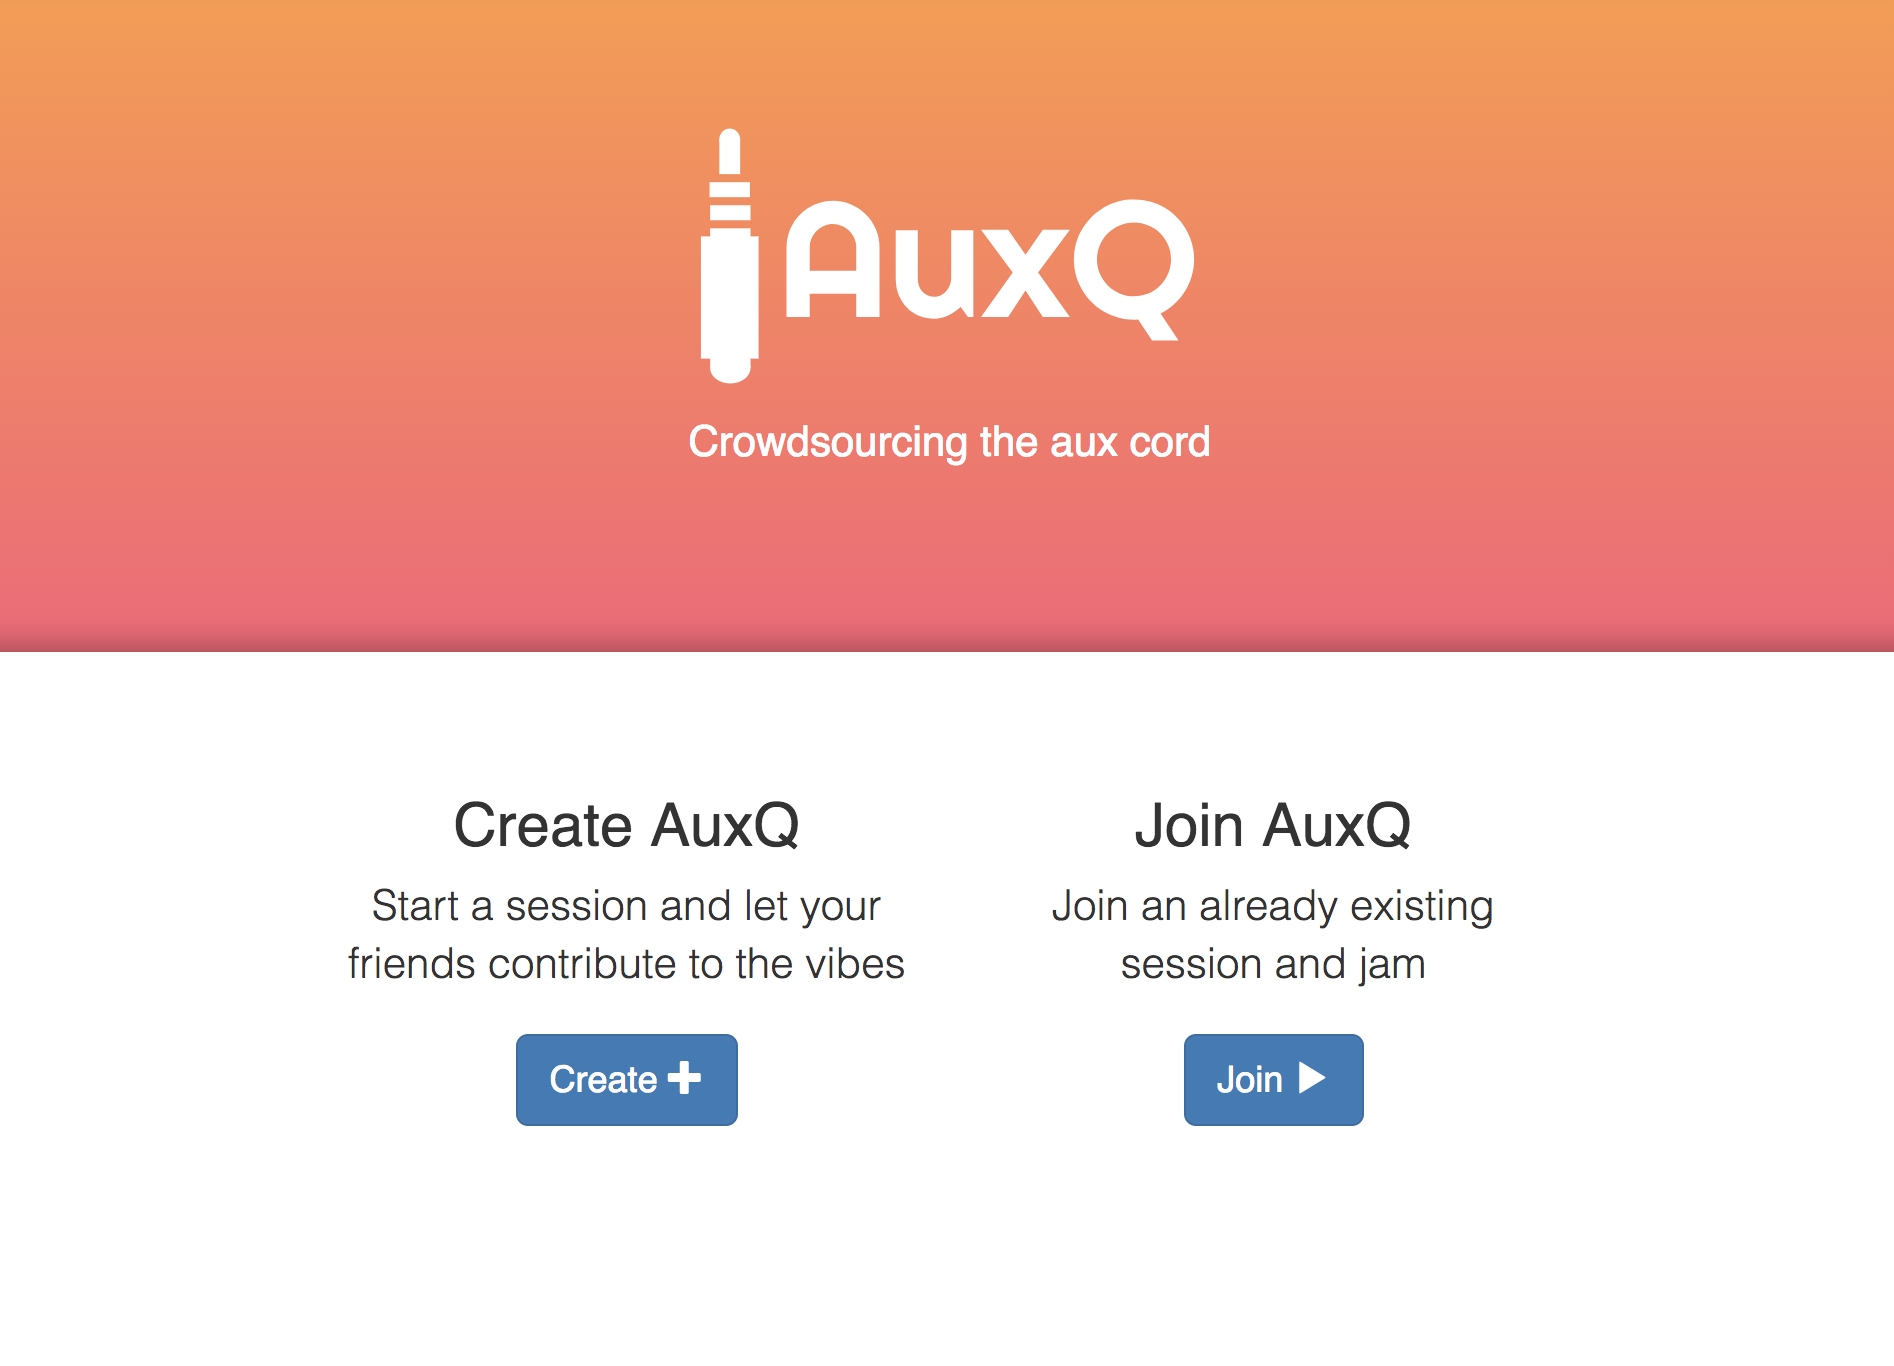 AuxQ
Crowdsourcing the aux cord
Create AuxQ
Start a session and let your
friends contribute to the vibes
Create
Join AuxQ
Join an already existing
session and jam
Join